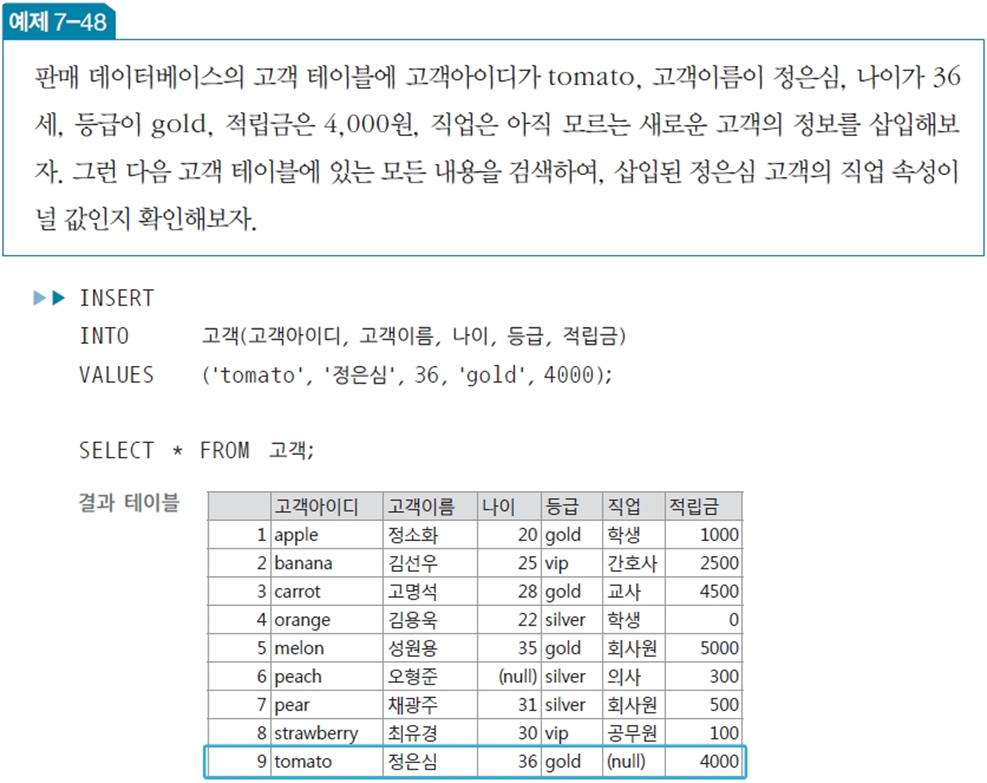 예제 7-48
판매 데이터베이스의 고객 테이블에 고객아이디가 tomato, 고객이름이 정은심, 나이가 36
세, 등급이 gold, 적립금은 4,000원, 직업은 아직 모르는 새로운 고객의 정보를 삽입해보
자. 그런 다음 고객 테이블에 있는 모든 내용을 검색하여, 삽입된 정은심 고객의 직업 속성이
널 값인지 확인해보자.
INSERT
INTO 고객(고객아이디, 고객이름, 나이, 등급, 적립금)
VALUES ('tomato', '정은심', 36, 'gold', 4000);
SELECT * FROM 고객;
결과 테이블
고객아이디 고객이름 나이 등급 직업 적립금
1 apple 정소화 20 gold 학생 1000
2 banana 김선우 25 vip 간호사 2500
3 carrot 고명석 28 gold 교사 4500
4 orange 김용욱 22 silver 학생 0
5 melon 성원용 35 gold 회사원 5000
6 peach 오형준 (null) silver 의사 300
7 pear 채광주 31 silver 회사원 500
8 strawberry 최유경 30 vip 공무원 100
9 tomato 정은심 36 gold (null) 4000